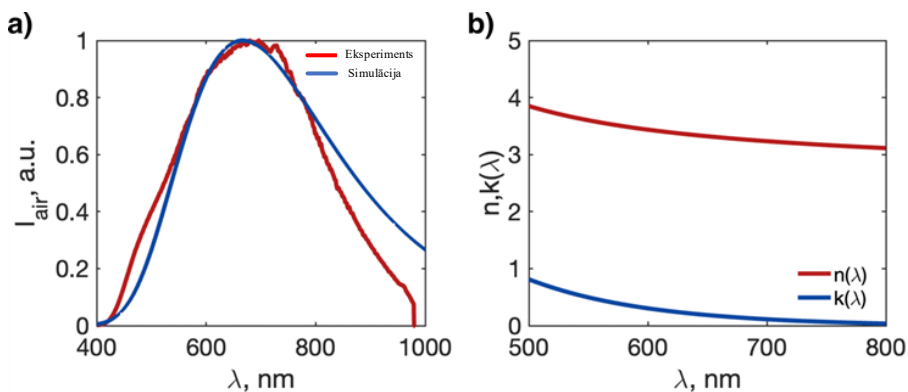 a)
I_air, a.u.
1
0.8
0.6
0.4
0.2
0
400
600
800
1000
λ, nm
Eksperiments
Simulācija
b)
n,k(λ)
5
4
3
2
1
0
500
600
700
800
λ, nm
n(λ)
k(λ)